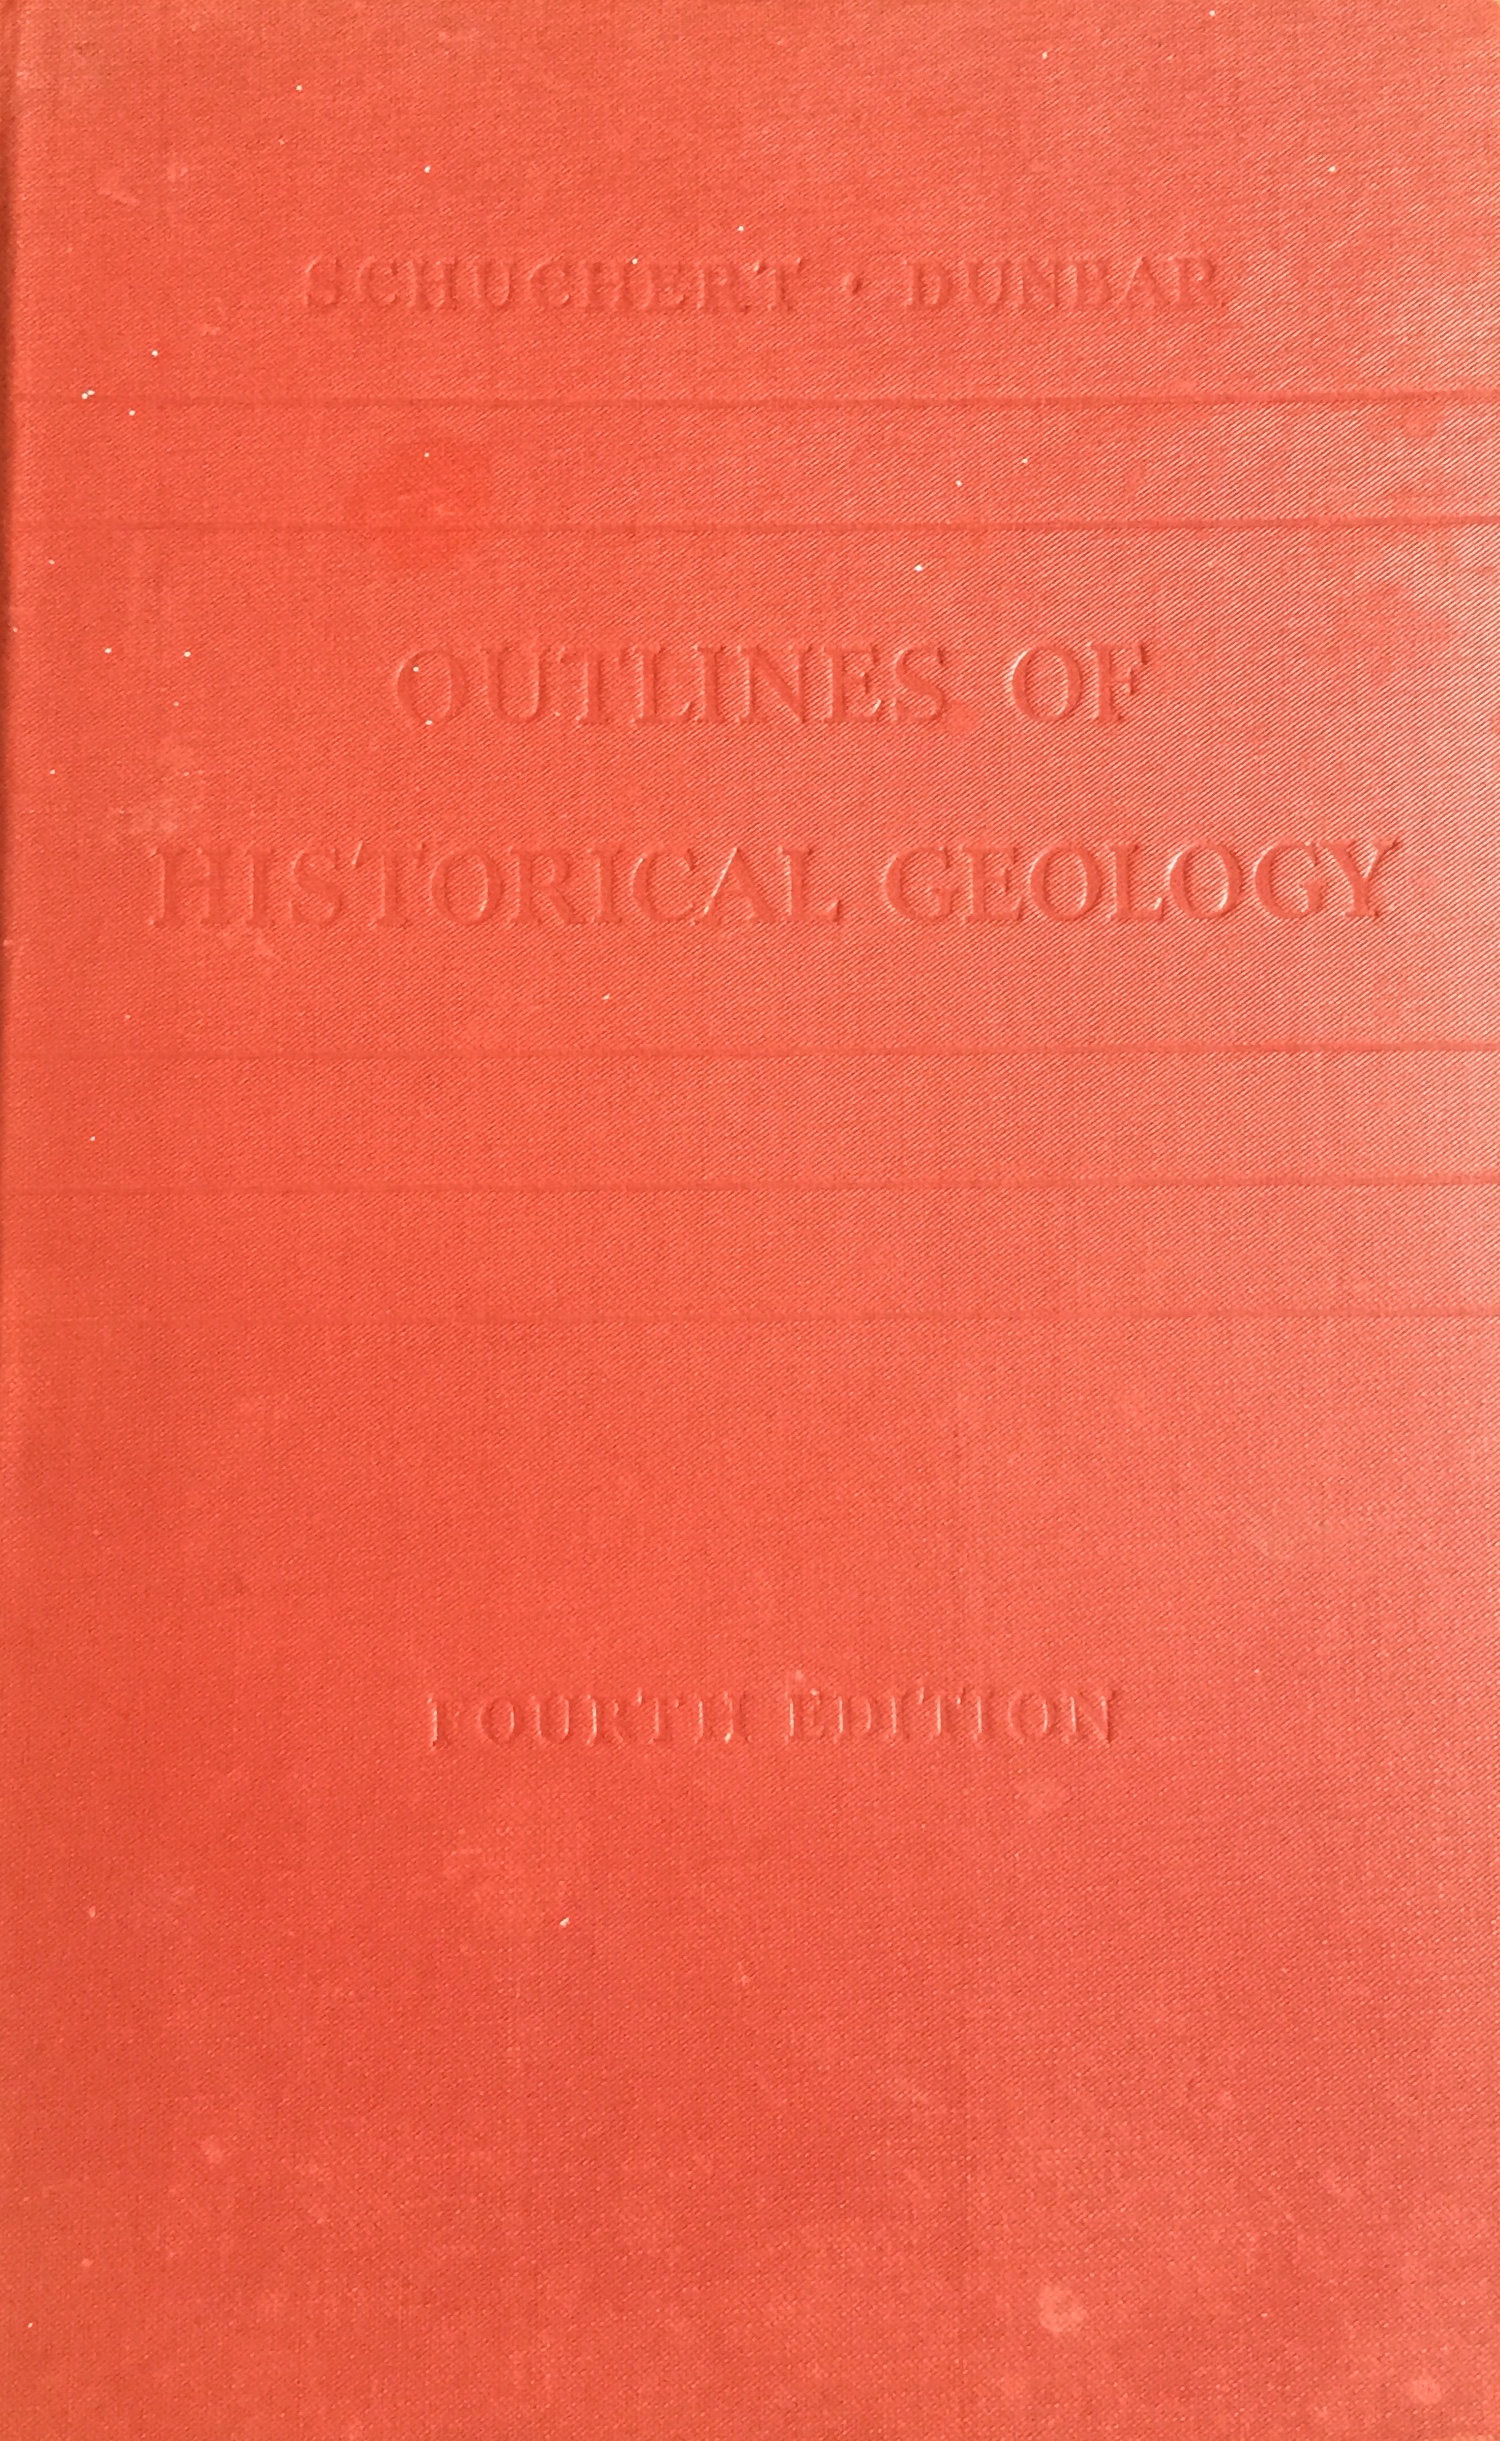 SCHUCHERT · DUNBAR
OUTLINES OF
HISTORICAL GEOLOGY
FOURTH EDITION